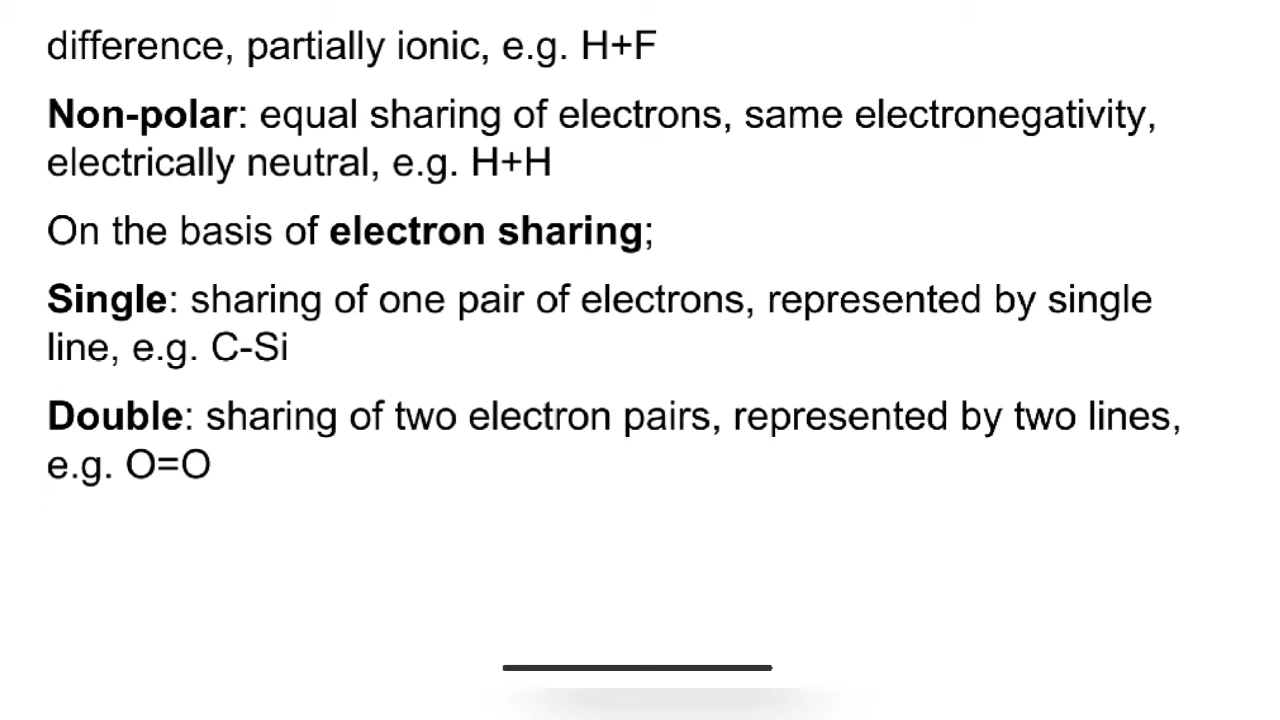 difference, partially ionic, e.g. H+F
Non-polar: equal sharing of electrons, same electronegativity,
electrically neutral, e.g. H+H
On the basis of electron sharing;
Single: sharing of one pair of electrons, represented by single
line, e.g. C-Si
Double: sharing of two electron pairs, represented by two lines,
e.g. O=O